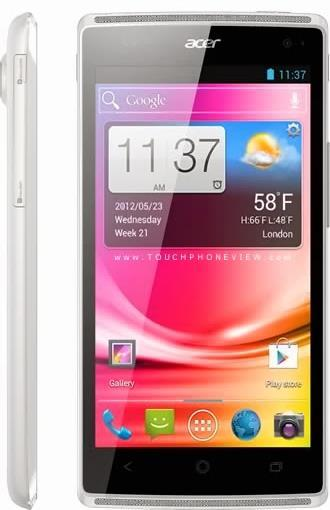 acer
11:37
Google
11 37
AM
2012/05/23
Wednesday
Week 21
58°F
H:66 F L:48°F
London
www.TOUCHPHONEVIEW.com
Gallery
Play store